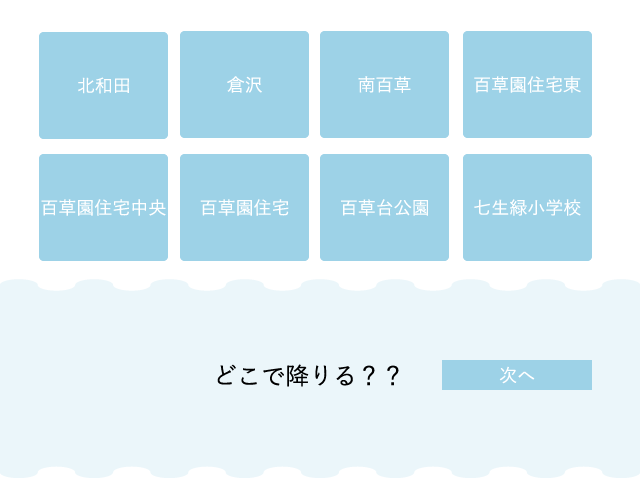 北和田
倉沢
南百草
百草園住宅東
百草園住宅中央
百草園住宅
百草台公園
七生緑小学校
どこで降りる？？
次へ